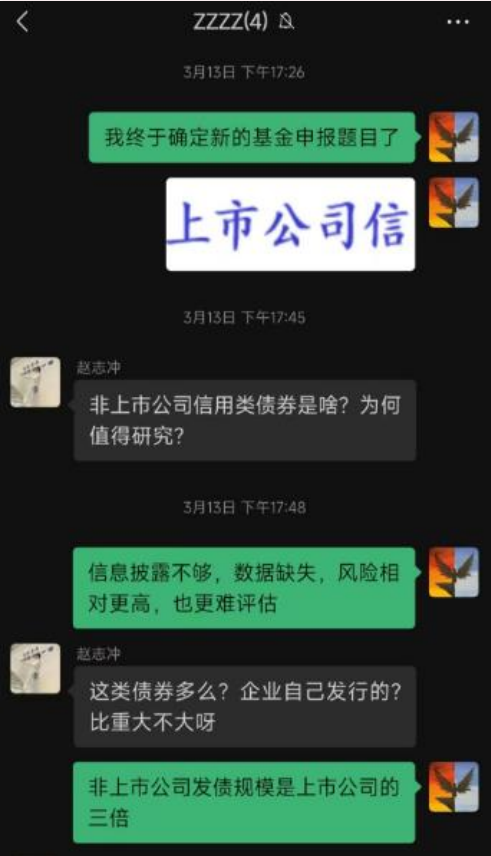 ZZZZ(4)
3月13日 下午17:26
我终于确定新的基金申报题目了
上市公司信
3月13日 下午17:45
赵志冲
非上市公司信用类债券是啥？为何
值得研究？
3月13日 下午17:48
信息披露不够，数据缺失，风险相
对更高，也更难评估
赵志冲
这类债券多么？企业自己发行的？
比重大不大呀
非上市公司发债规模是上市公司的
三倍